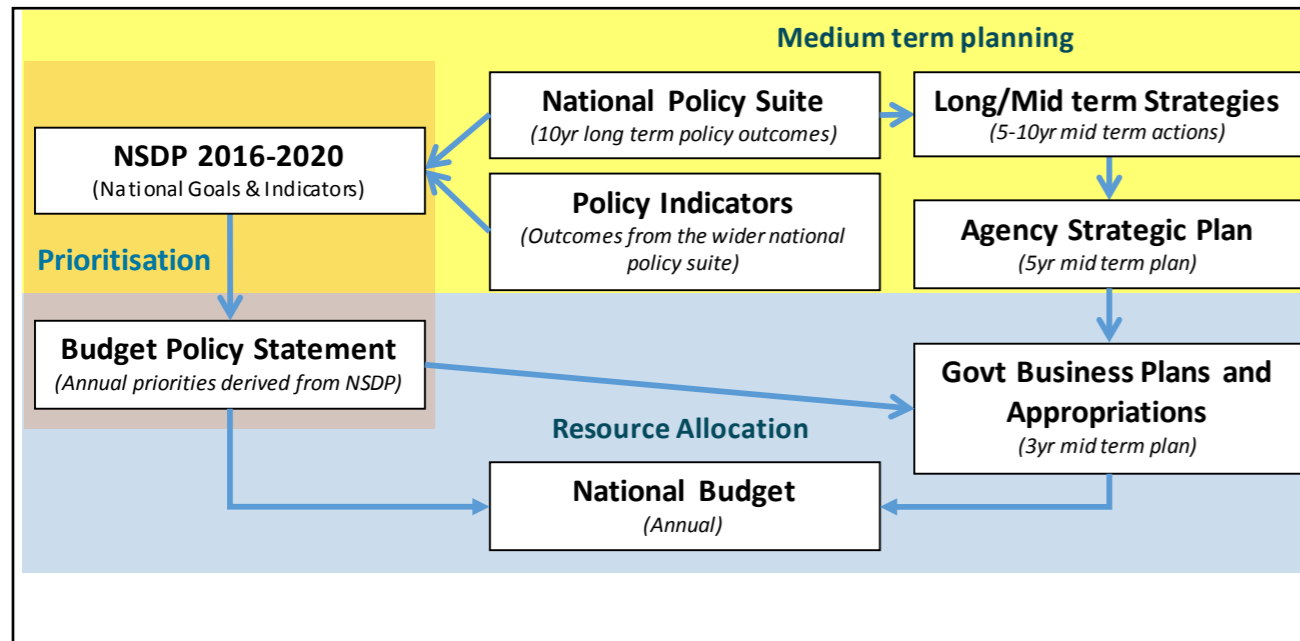 Medium term planning
National Policy Suite
(10yr long term policy outcomes)
Long/Mid term Strategies
(5-10yr mid term actions)
NSDP 2016-2020
(National Goals & Indicators)
Policy Indicators
(Outcomes from the wider national
policy suite)
Agency Strategic Plan
(5yr mid term plan)
Prioritisation
Budget Policy Statement
(Annual priorities derived from NSDP)
Govt Business Plans and
Appropriations
(3yr mid term plan)
Resource Allocation
National Budget
(Annual)